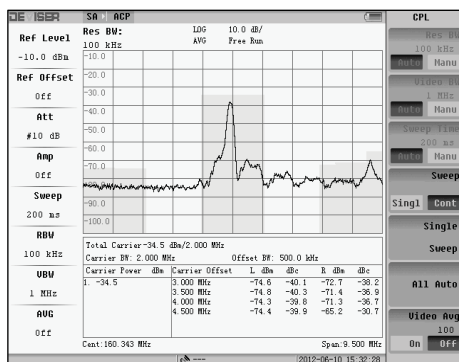 DEVISER SA ACP CPL
Ref Level
-10.0 dBm
Ref Offset
Off
Att
#10 dB
Amp
Off
Sweep
200 ms
RBW
100 kHz
VBW
1 MHz
AVG
Off
Res BW:
100 kHz
LOG 10.0 dB/
AVG Free Run
-10.0
-20.0
-30.0
-40.0
-50.0
-60.0
-70.0
-80.0
-90.0
-100.0
Total Carrier-34.5 dBm/2.000 MHz
Carrier BW: 2.000 MHz Offset BW: 500.0 kHz
Carrier Power dBm Carrier Offset L dBm dBc R dBm dBc
1. -34.5 3.000 MHz -74.6 -40.1 -72.7 -38.2
3.500 MHz -74.8 -40.3 -71.4 -36.9
4.000 MHz -74.3 -39.8 -71.3 -36.7
4.500 MHz -74.4 -39.9 -65.2 -30.7
Cent:160.343 MHz Span:9.500 MHz
--- 2012-06-10 15:32:28
Res BW
100 kHz
Auto Manu
Video BW
1 MHz
Auto Manu
Sweep Time
200 ms
Auto Manu
Sweep
Singl Cont
Single
Sweep
All Auto
Video Avg
100
On Off